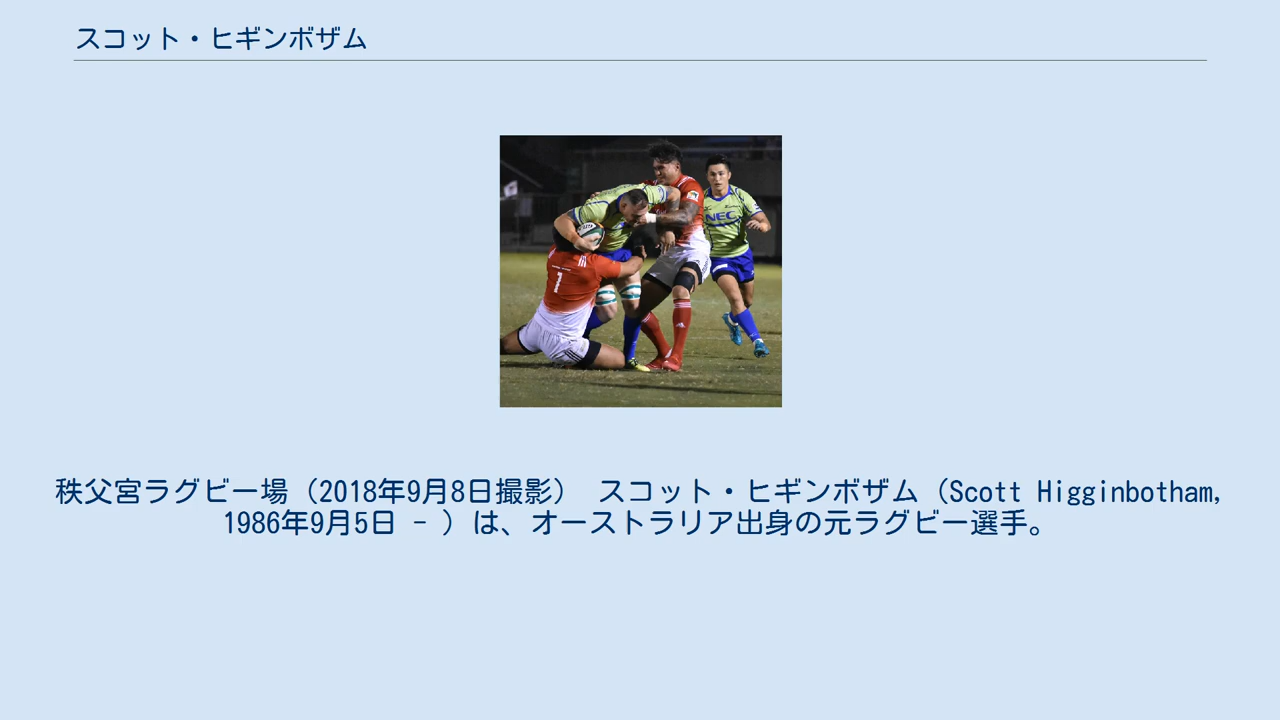 スコット・ヒギンボザム
NEC
1
秩父宮ラグビー場（2018年9月8日撮影） スコット・ヒギンボザム（Scott Higginbotham,
1986年9月5日 - ）は、オーストラリア出身の元ラグビー選手。